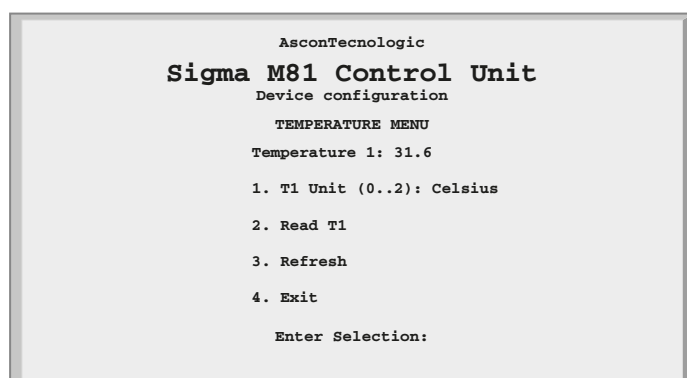 AsconTecnologic
Sigma M81 Control Unit
Device configuration
TEMPERATURE MENU
Temperature 1: 31.6
1. T1 Unit (0..2): Celsius
2. Read T1
3. Refresh
4. Exit
Enter Selection: